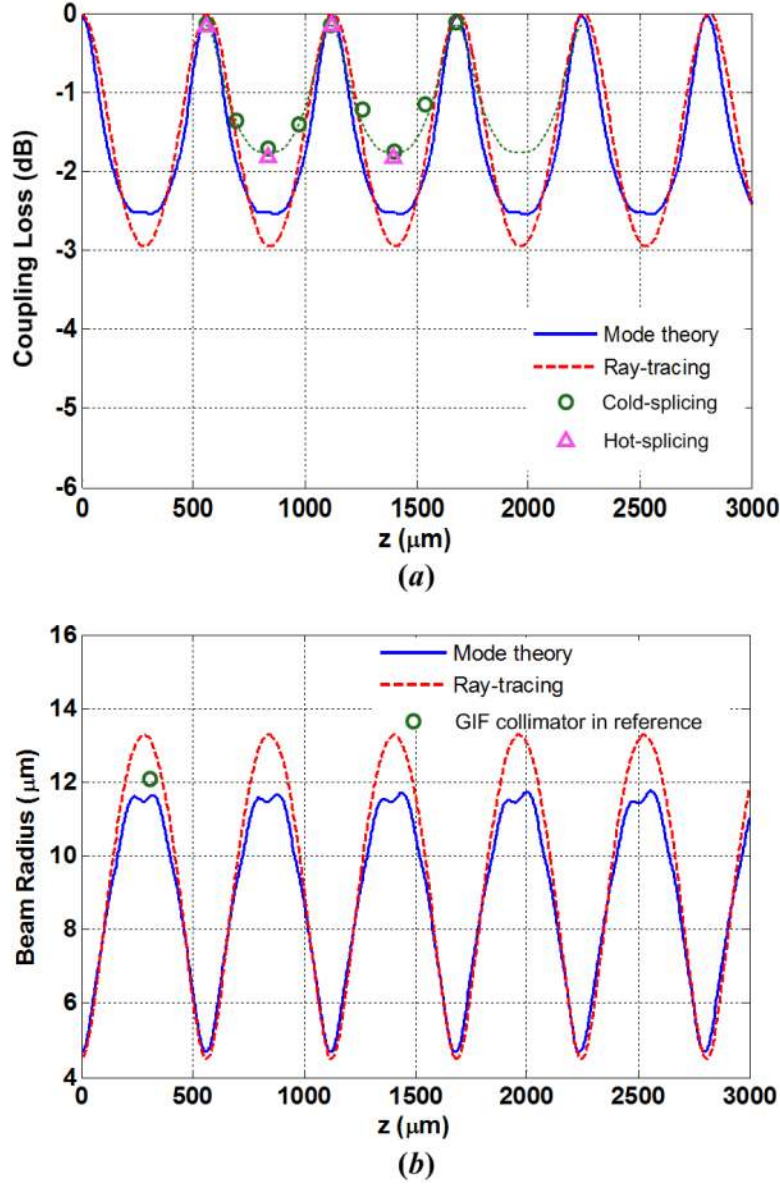 0
-1
-2
-3
-4
-5
-6
Coupling Loss (dB)
Mode theory
Ray-tracing
Cold-splicing
Hot-splicing
0 500 1000 1500 2000 2500 3000
z (μm)
(a)
16
14
12
10
8
6
4
Beam Radius (μm)
Mode theory
Ray-tracing
GIF collimator in reference
0 500 1000 1500 2000 2500 3000
z (μm)
(b)